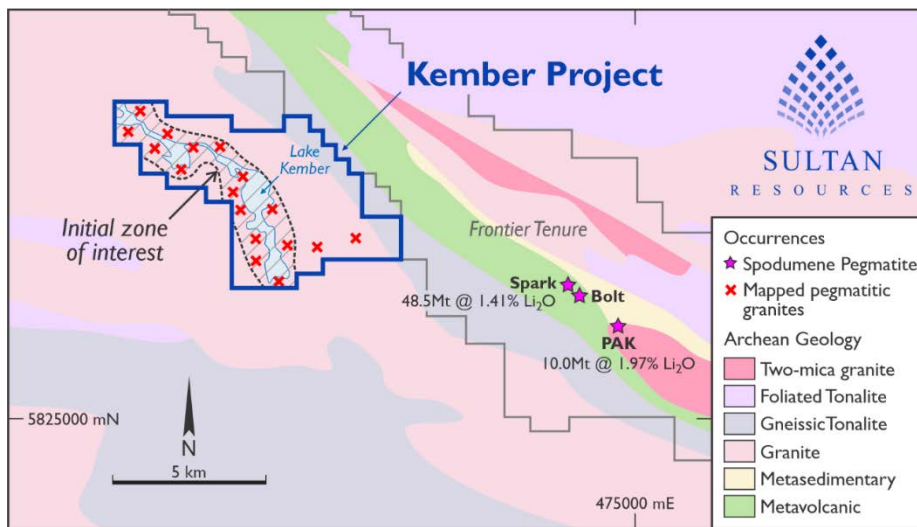 Kember Project
SULTAN
RESOURCES
Lake
Kember
Initial zone
of interest
Frontier Tenure
Spark
Bolt
48.5Mt @ 1.41% Li₂O
PAK
10.0Mt @ 1.97% Li₂O
5825000 mN
N
5 km
475000 mE
Occurrences
Spodumene Pegmatite
Mapped pegmatitic
granites
Archean Geology
Two-mica granite
Foliated Tonalite
Gneissic Tonalite
Granite
Metasedimentary
Metavolcanic